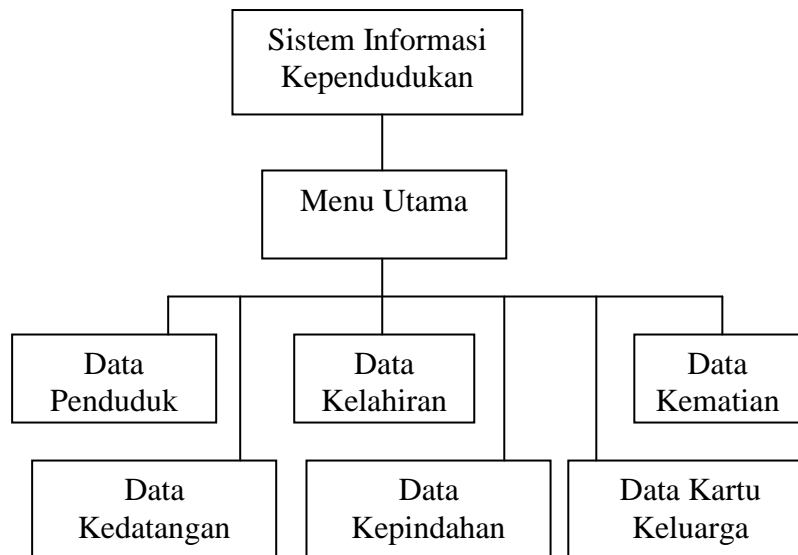 Sistem Informasi
Kependudukan
Menu Utama
Data
Penduduk
Data
Kelahiran
Data
Kematian
Data
Kedatangan
Data
Kepindahan
Data Kartu
Keluarga